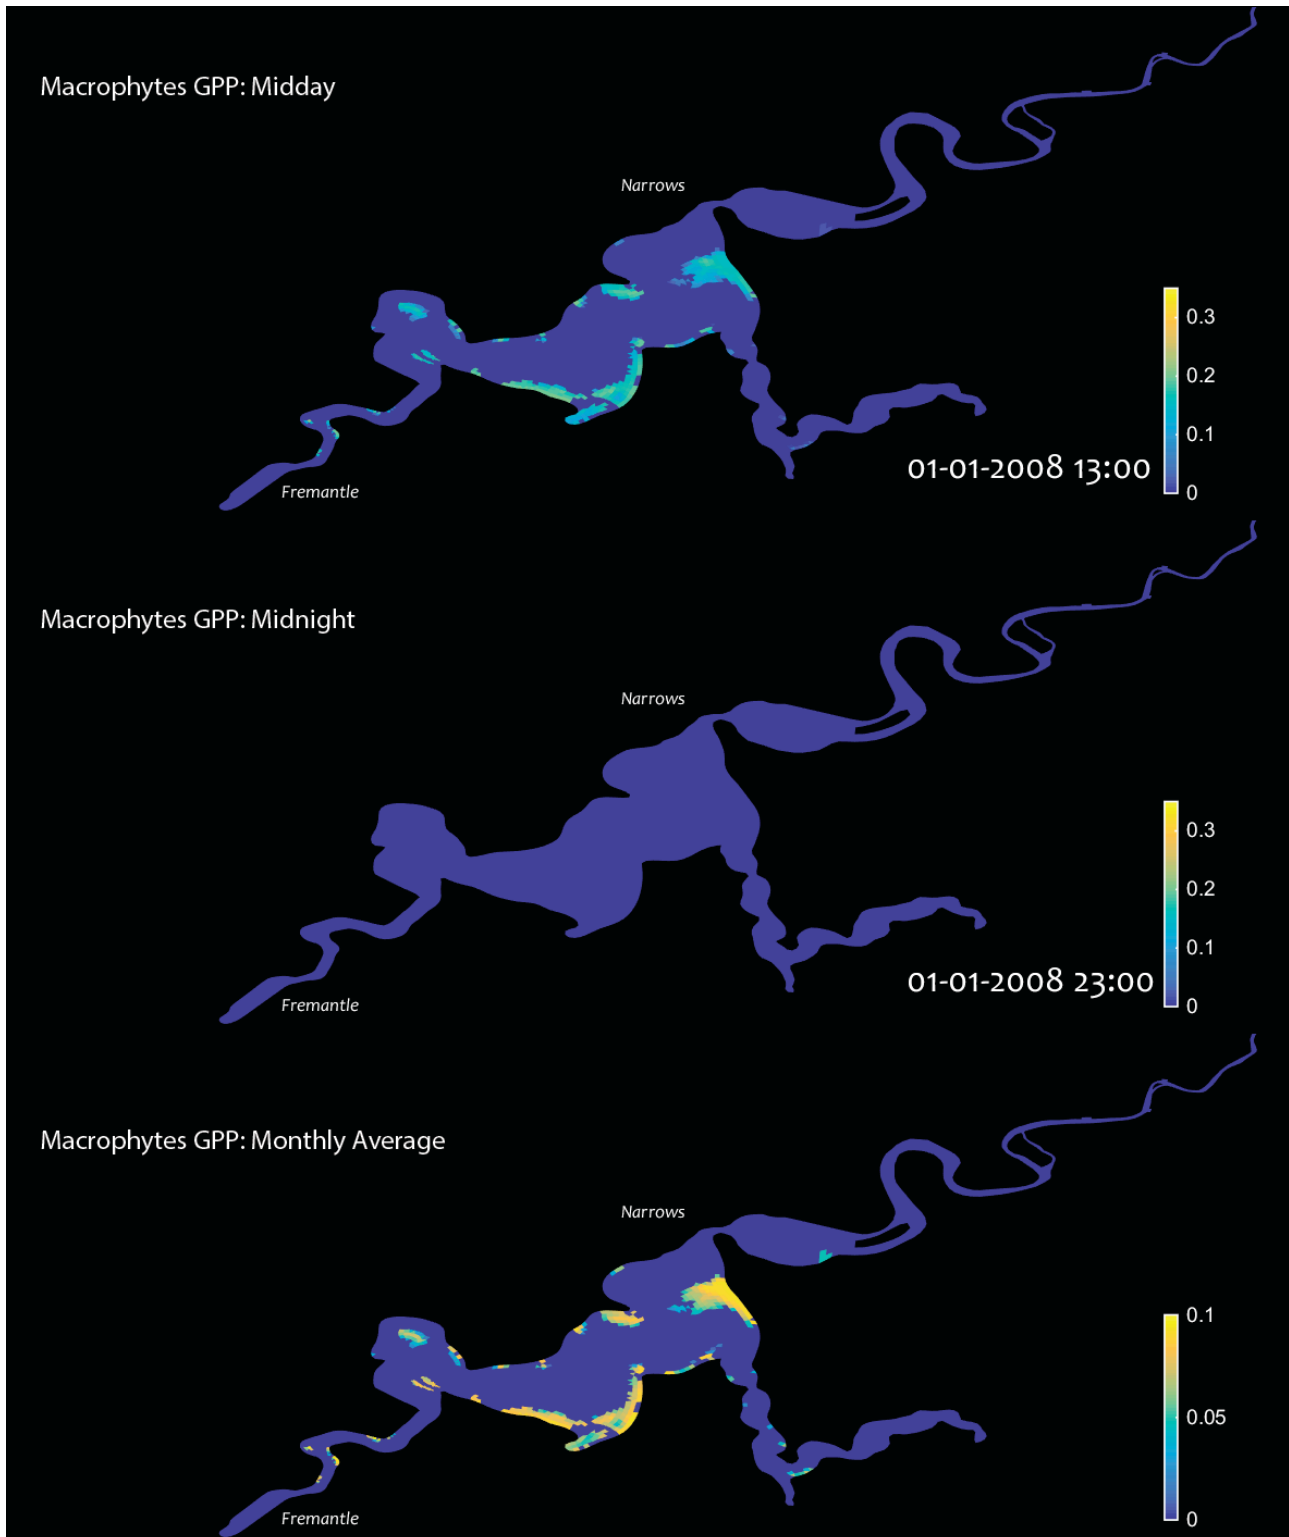 Macrophytes GPP: Midday
Narrows
0.3
0.2
0.1
01-01-2008 13:00
0
Fremantle
Macrophytes GPP: Midnight
Narrows
0.3
0.2
0.1
01-01-2008 23:00
0
Fremantle
Macrophytes GPP: Monthly Average
Narrows
0.1
0.05
0
Fremantle